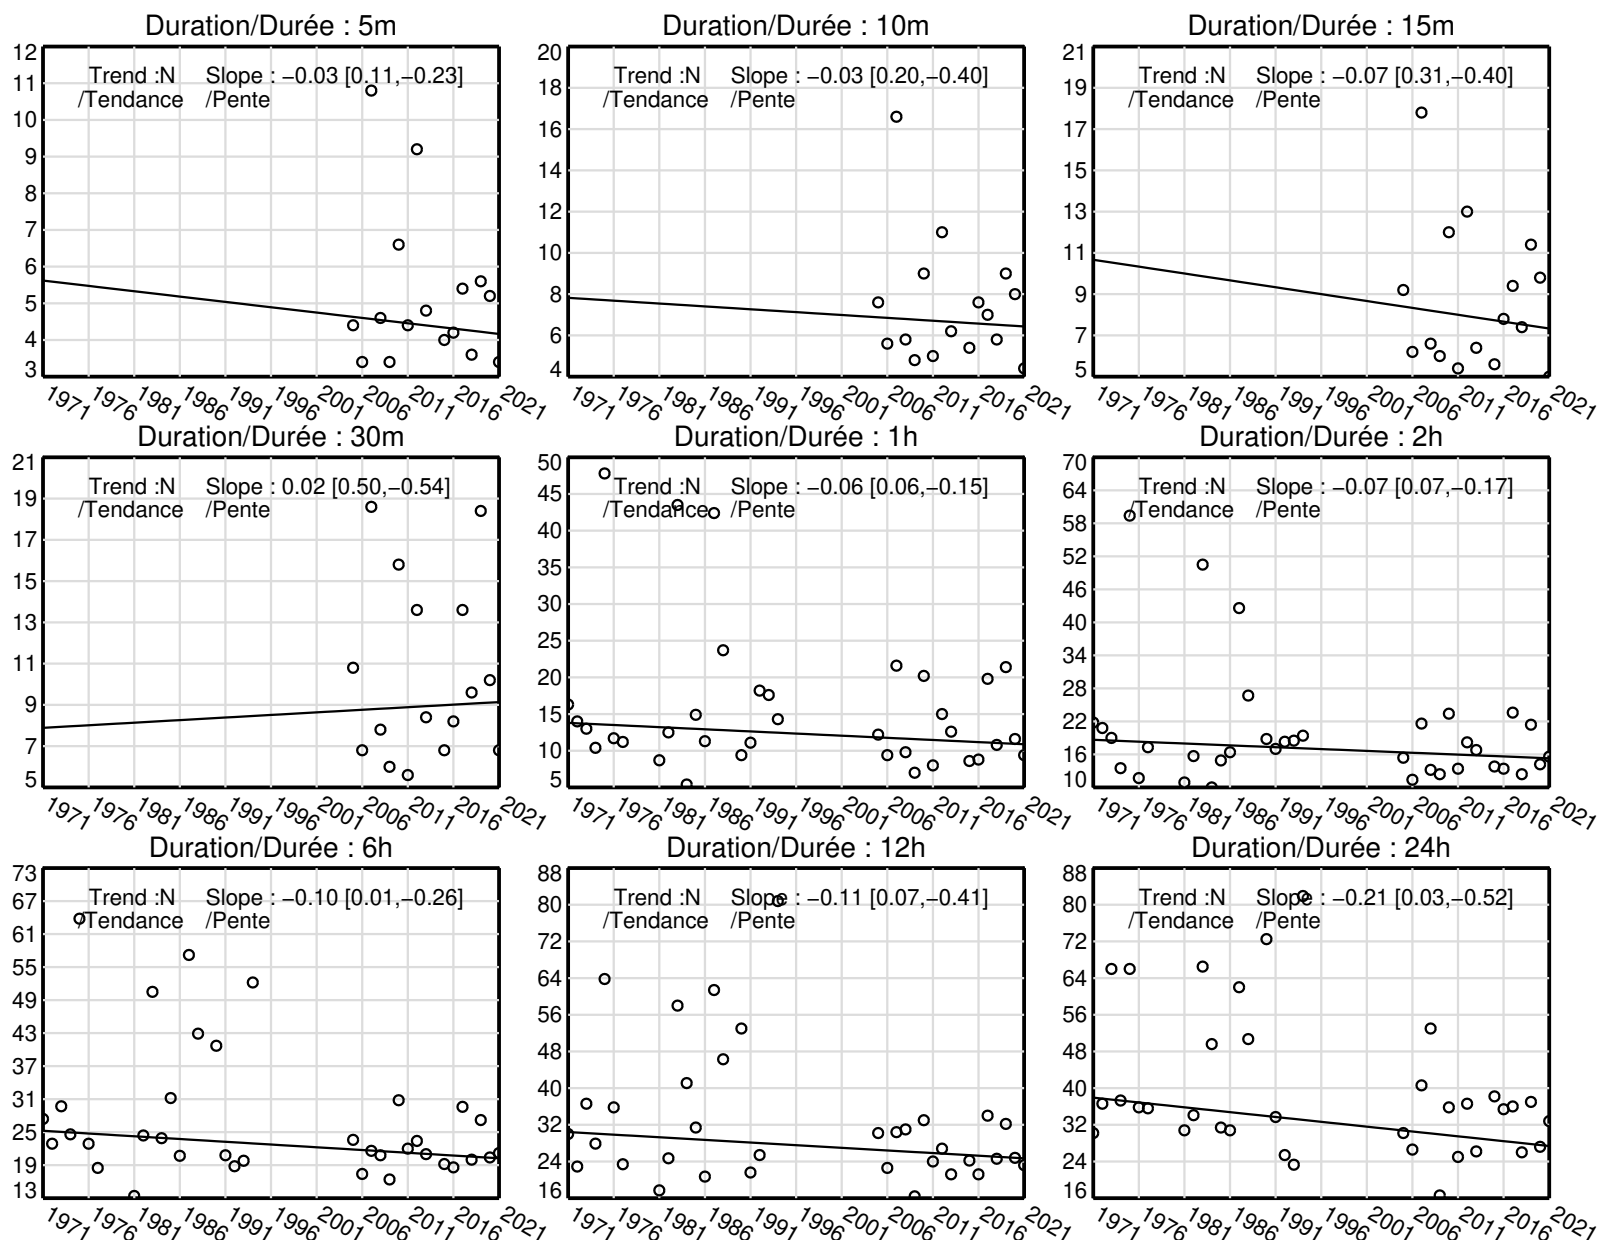 Duration/Durée : 5m
12
11
10
9
8
7
6
5
4
3
Trend :N Slope : −0.03 [0.11,−0.23]
/Tendance /Pente
1971 1976 1981 1986 1991 1996 2001 2006 2011 2016 2021
Duration/Durée : 10m
20
18
16
14
12
10
8
6
4
Trend :N Slope : −0.03 [0.20,−0.40]
/Tendance /Pente
1971 1976 1981 1986 1991 1996 2001 2006 2011 2016 2021
Duration/Durée : 15m
21
19
17
15
13
11
9
7
5
Trend :N Slope : −0.07 [0.31,−0.40]
/Tendance /Pente
1971 1976 1981 1986 1991 1996 2001 2006 2011 2016 2021
Duration/Durée : 30m
21
19
17
15
13
11
9
7
5
Trend :N Slope : 0.02 [0.50,−0.54]
/Tendance /Pente
1971 1976 1981 1986 1991 1996 2001 2006 2011 2016 2021
Duration/Durée : 1h
50
45
40
35
30
25
20
15
10
5
Trend :N Slope : −0.06 [0.06,−0.15]
/Tendance /Pente
1971 1976 1981 1986 1991 1996 2001 2006 2011 2016 2021
Duration/Durée : 2h
70
64
58
52
46
40
34
28
22
16
10
Trend :N Slope : −0.07 [0.07,−0.17]
/Tendance /Pente
1971 1976 1981 1986 1991 1996 2001 2006 2011 2016 2021
Duration/Durée : 6h
73
67
61
55
49
43
37
31
25
19
13
Trend :N Slope : −0.10 [0.01,−0.26]
/Tendance /Pente
1971 1976 1981 1986 1991 1996 2001 2006 2011 2016 2021
Duration/Durée : 12h
88
80
72
64
56
48
40
32
24
16
Trend :N Slope : −0.11 [0.07,−0.41]
/Tendance /Pente
1971 1976 1981 1986 1991 1996 2001 2006 2011 2016 2021
Duration/Durée : 24h
88
80
72
64
56
48
40
32
24
16
Trend :N Slope : −0.21 [0.03,−0.52]
/Tendance /Pente
1971 1976 1981 1986 1991 1996 2001 2006 2011 2016 2021